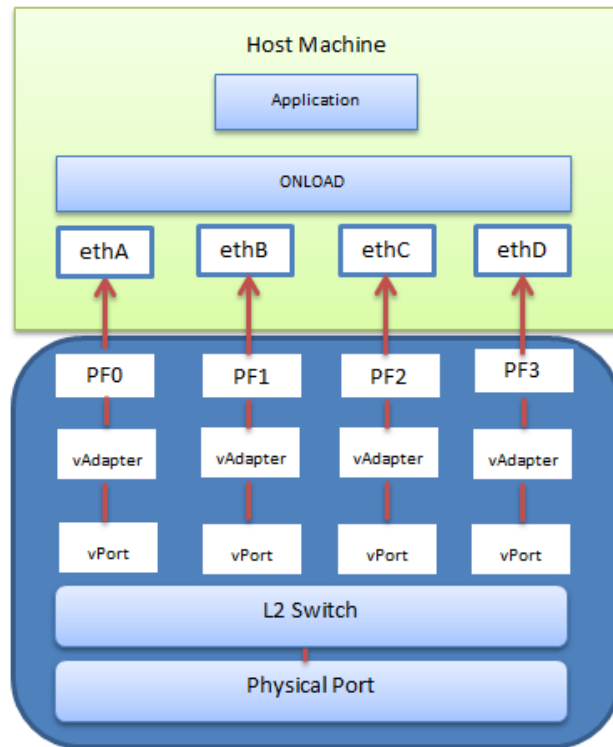 Host Machine
Application
ONLOAD
ethA ethB ethC ethD
PF0 PF1 PF2 PF3
vAdapter vAdapter vAdapter vAdapter
vPort vPort vPort vPort
L2 Switch
Physical Port